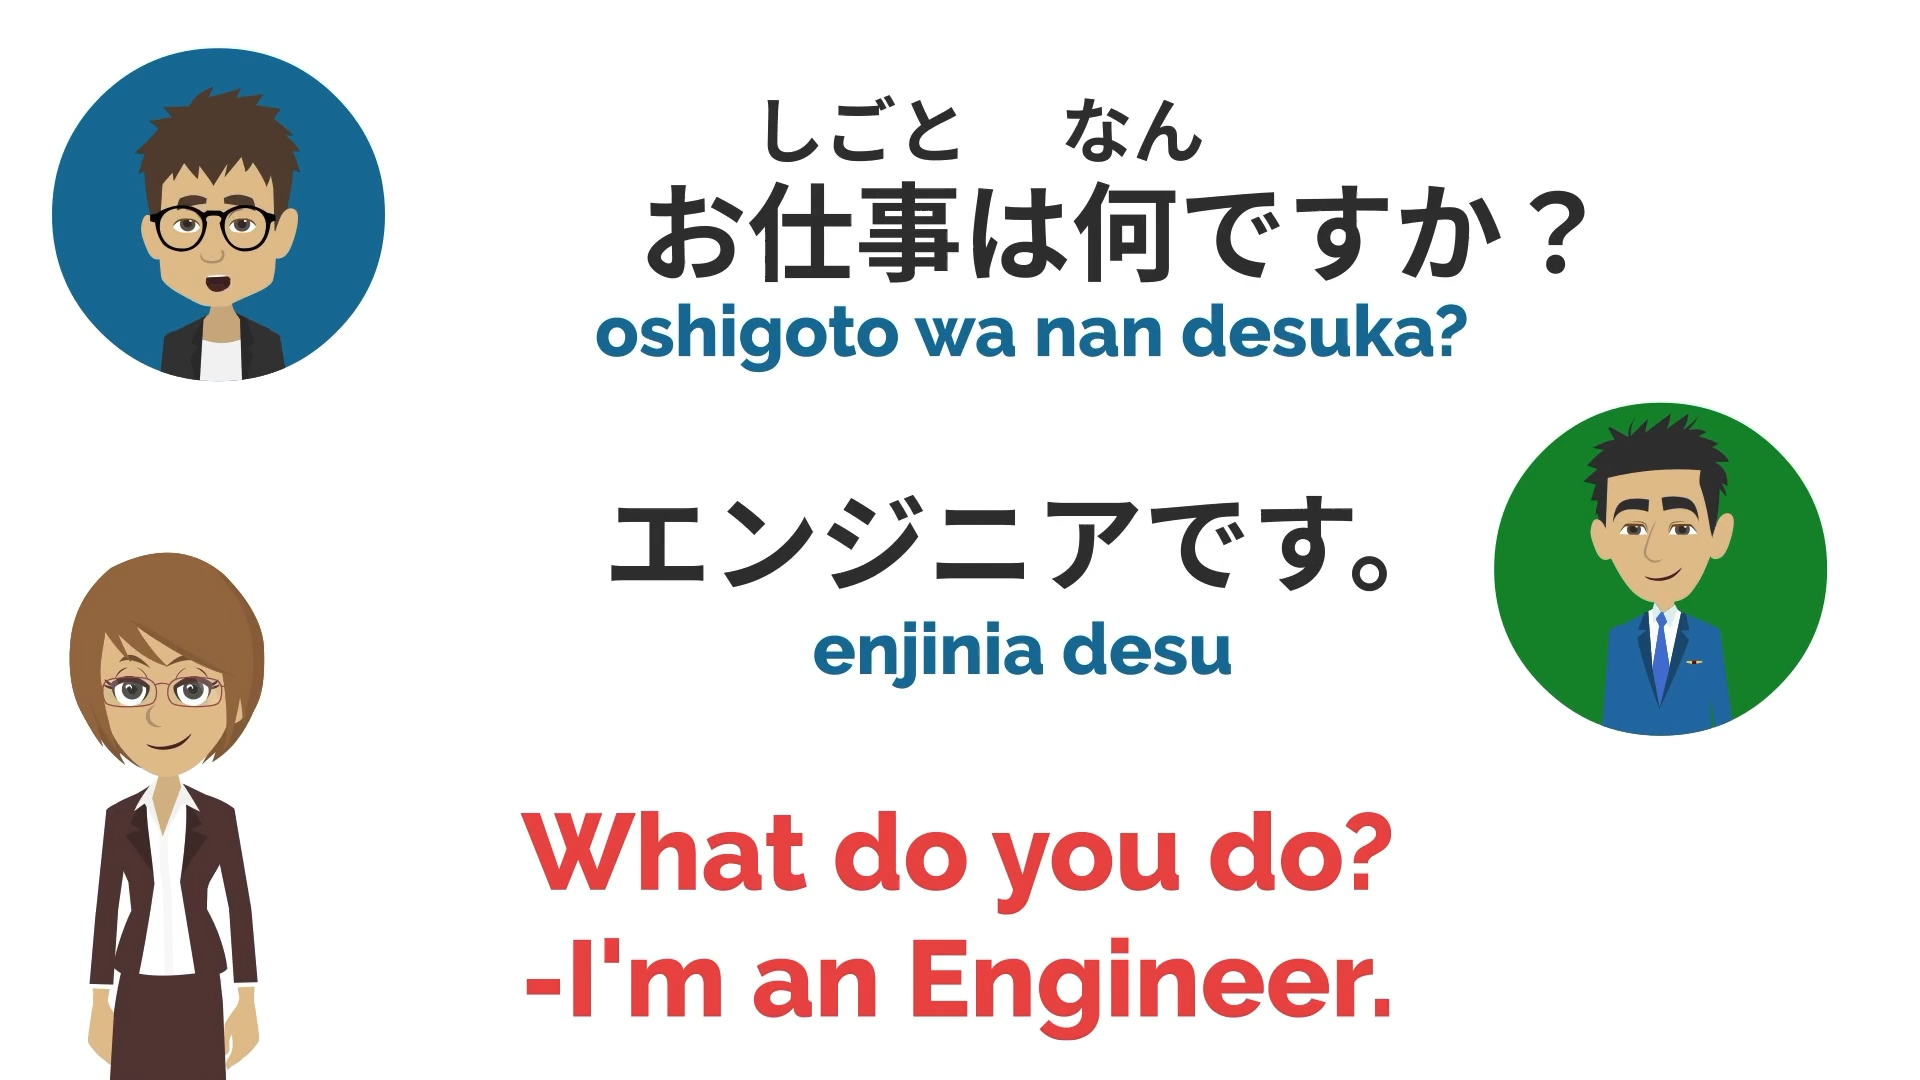 しごと なん
お仕事は何ですか？
oshigoto wa nan desuka?
エンジニアです。
enjinia desu
What do you do?
-I'm an Engineer.